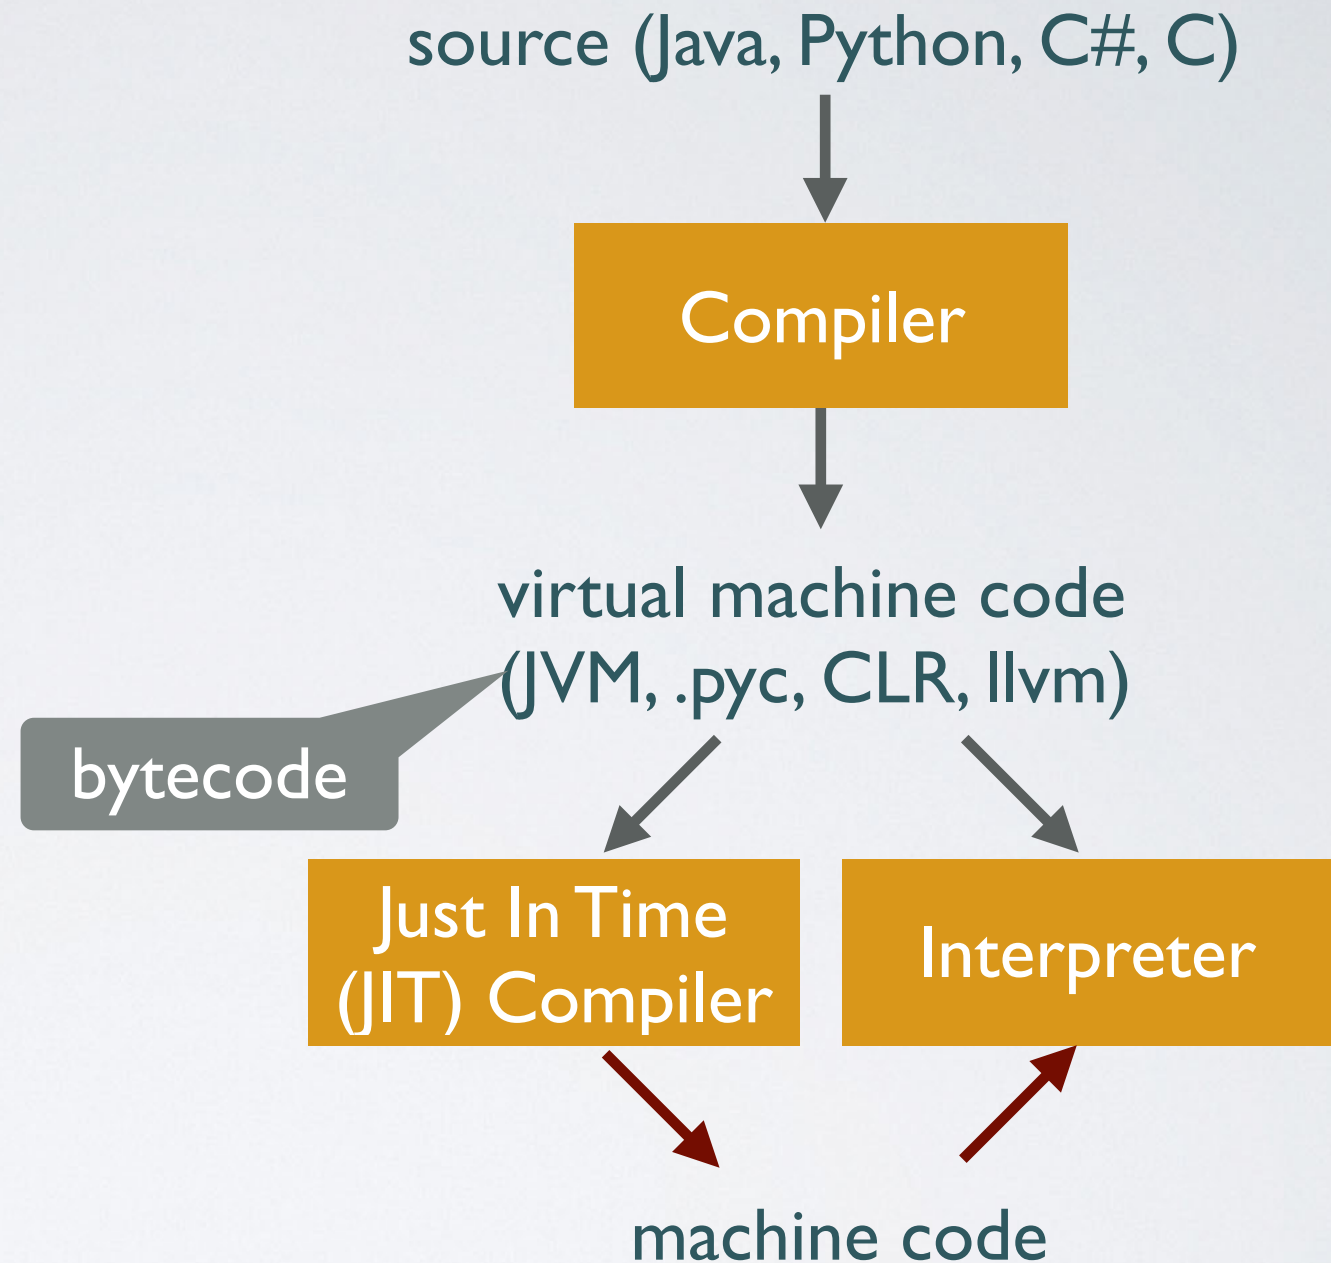 source (Java, Python, C#, C)
Compiler
virtual machine code
(JVM, .pyc, CLR, llvm)
bytecode
Just In Time
(JIT) Compiler
Interpreter
machine code